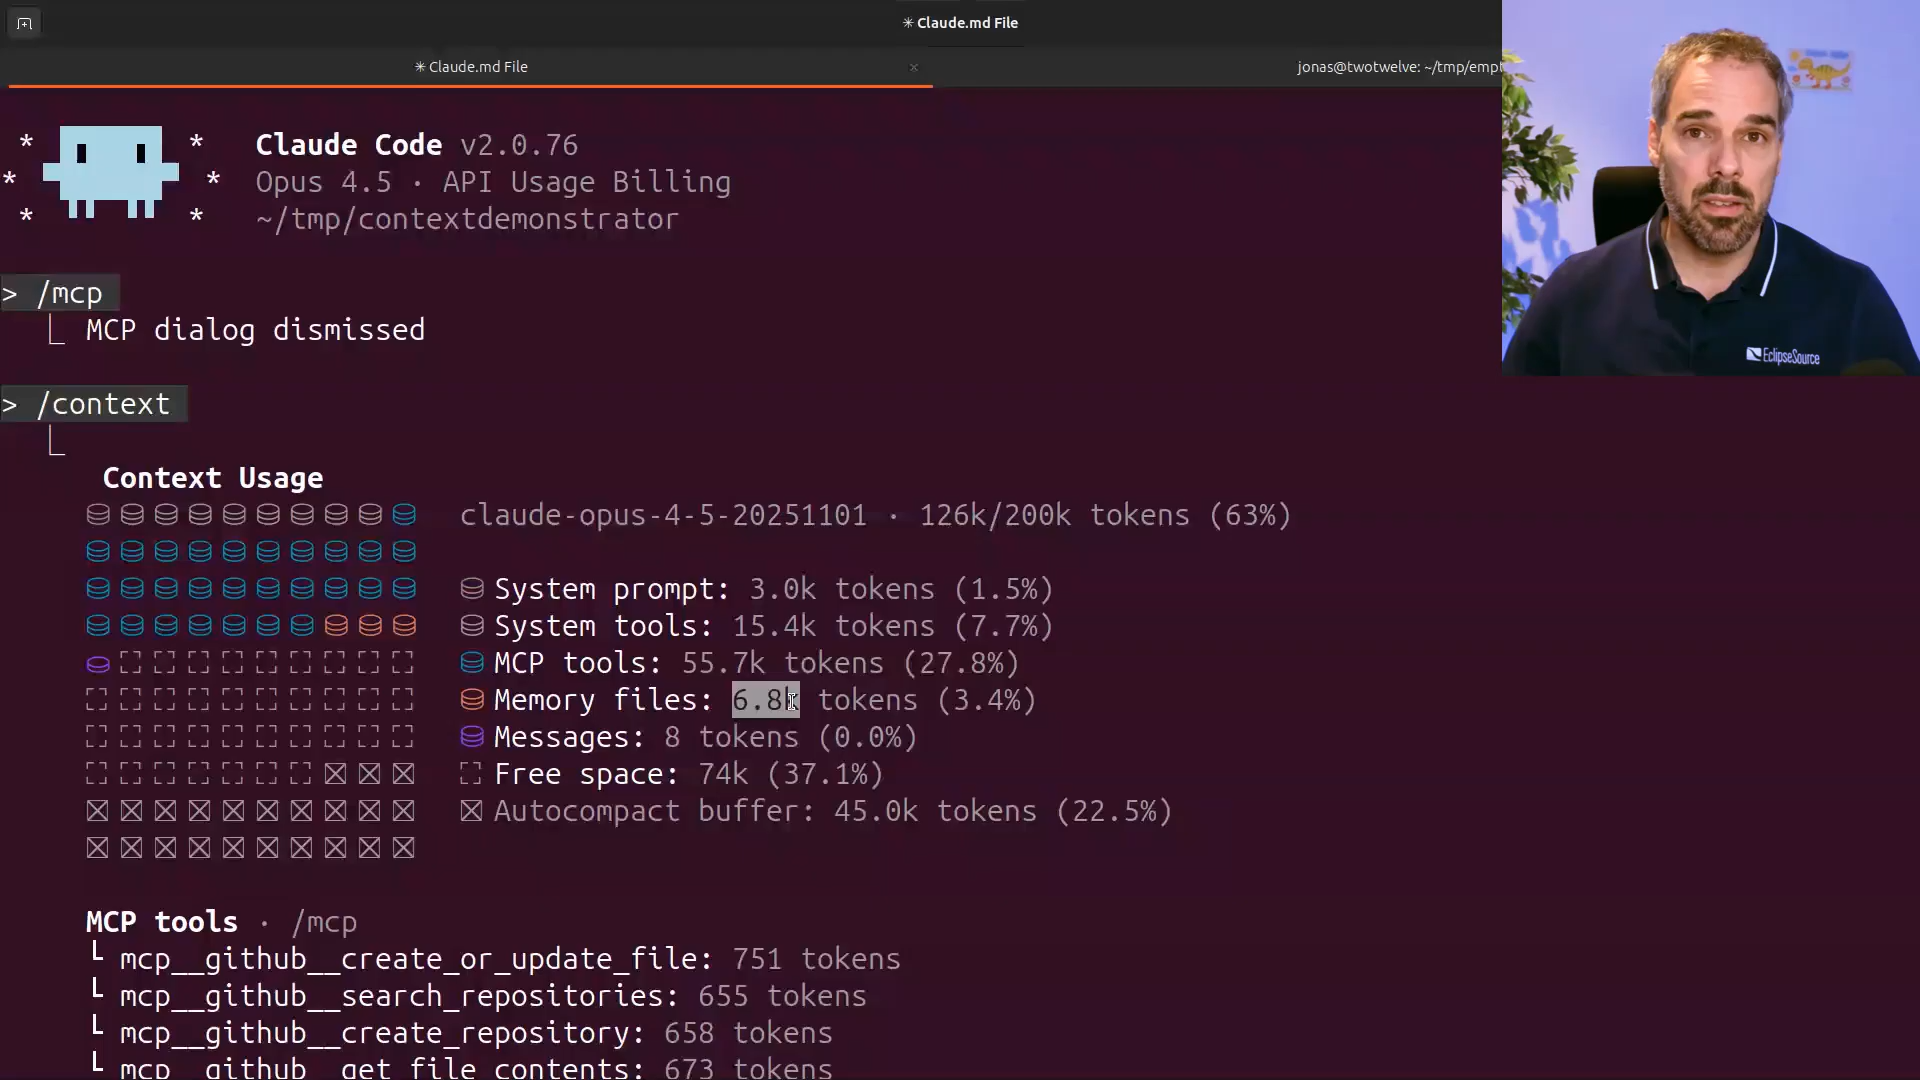 ✳ Claude.md File
✳ Claude.md File
jonas@twotwelve: ~/tmp/empt
Claude Code v2.0.76
Opus 4.5 · API Usage Billing
~/tmp/contextdemonstrator
EclipseSource
> /mcp
MCP dialog dismissed
> /context
Context Usage
claude-opus-4-5-20251101 · 126k/200k tokens (63%)
System prompt: 3.0k tokens (1.5%)
System tools: 15.4k tokens (7.7%)
MCP tools: 55.7k tokens (27.8%)
Memory files: 6.8k tokens (3.4%)
Messages: 8 tokens (0.0%)
Free space: 74k (37.1%)
Autocompact buffer: 45.0k tokens (22.5%)
MCP tools · /mcp
└ mcp__github__create_or_update_file: 751 tokens
└ mcp__github__search_repositories: 655 tokens
└ mcp__github__create_repository: 658 tokens
└ mcp__github__get_file_contents: 673 tokens